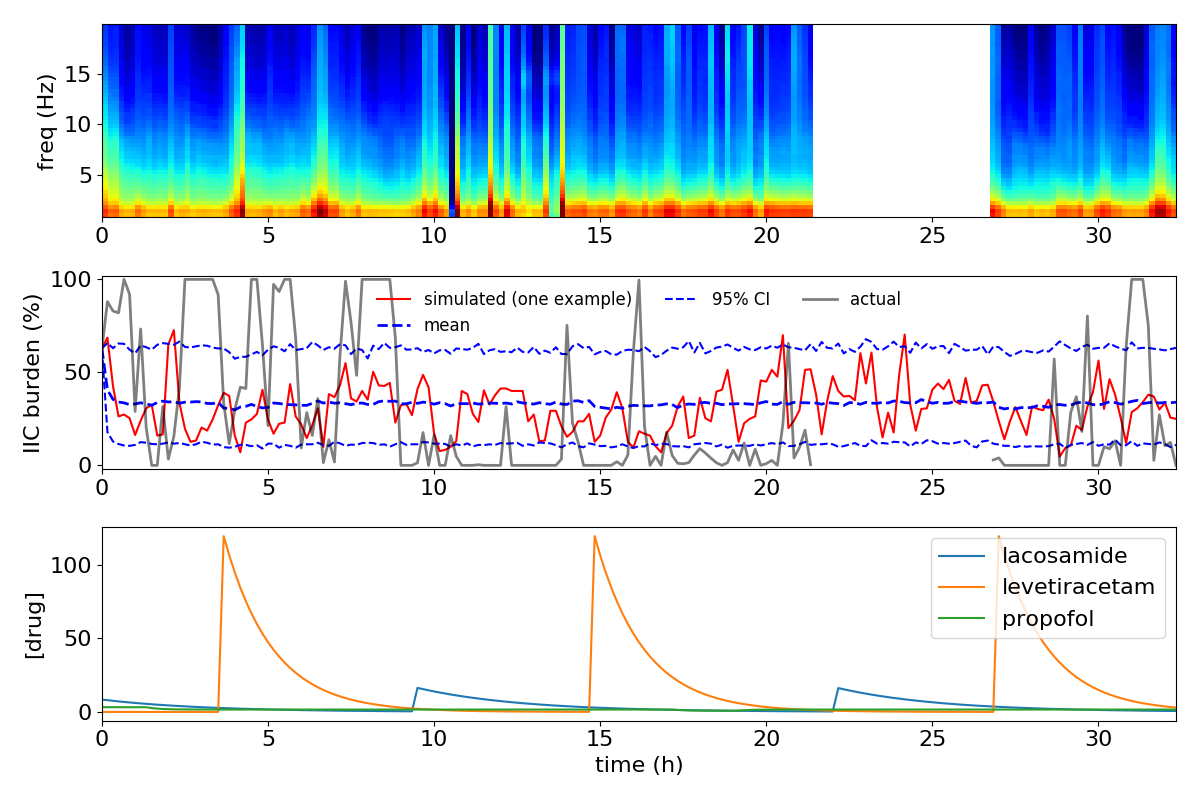 freq (Hz)
15
10
5
0 5 10 15 20 25 30
IIC burden (%)
100
50
0
simulated (one example)
mean
95% CI
actual
0 5 10 15 20 25 30
[drug]
100
50
0
lacosamide
levetiracetam
propofol
0 5 10 15 20 25 30
time (h)